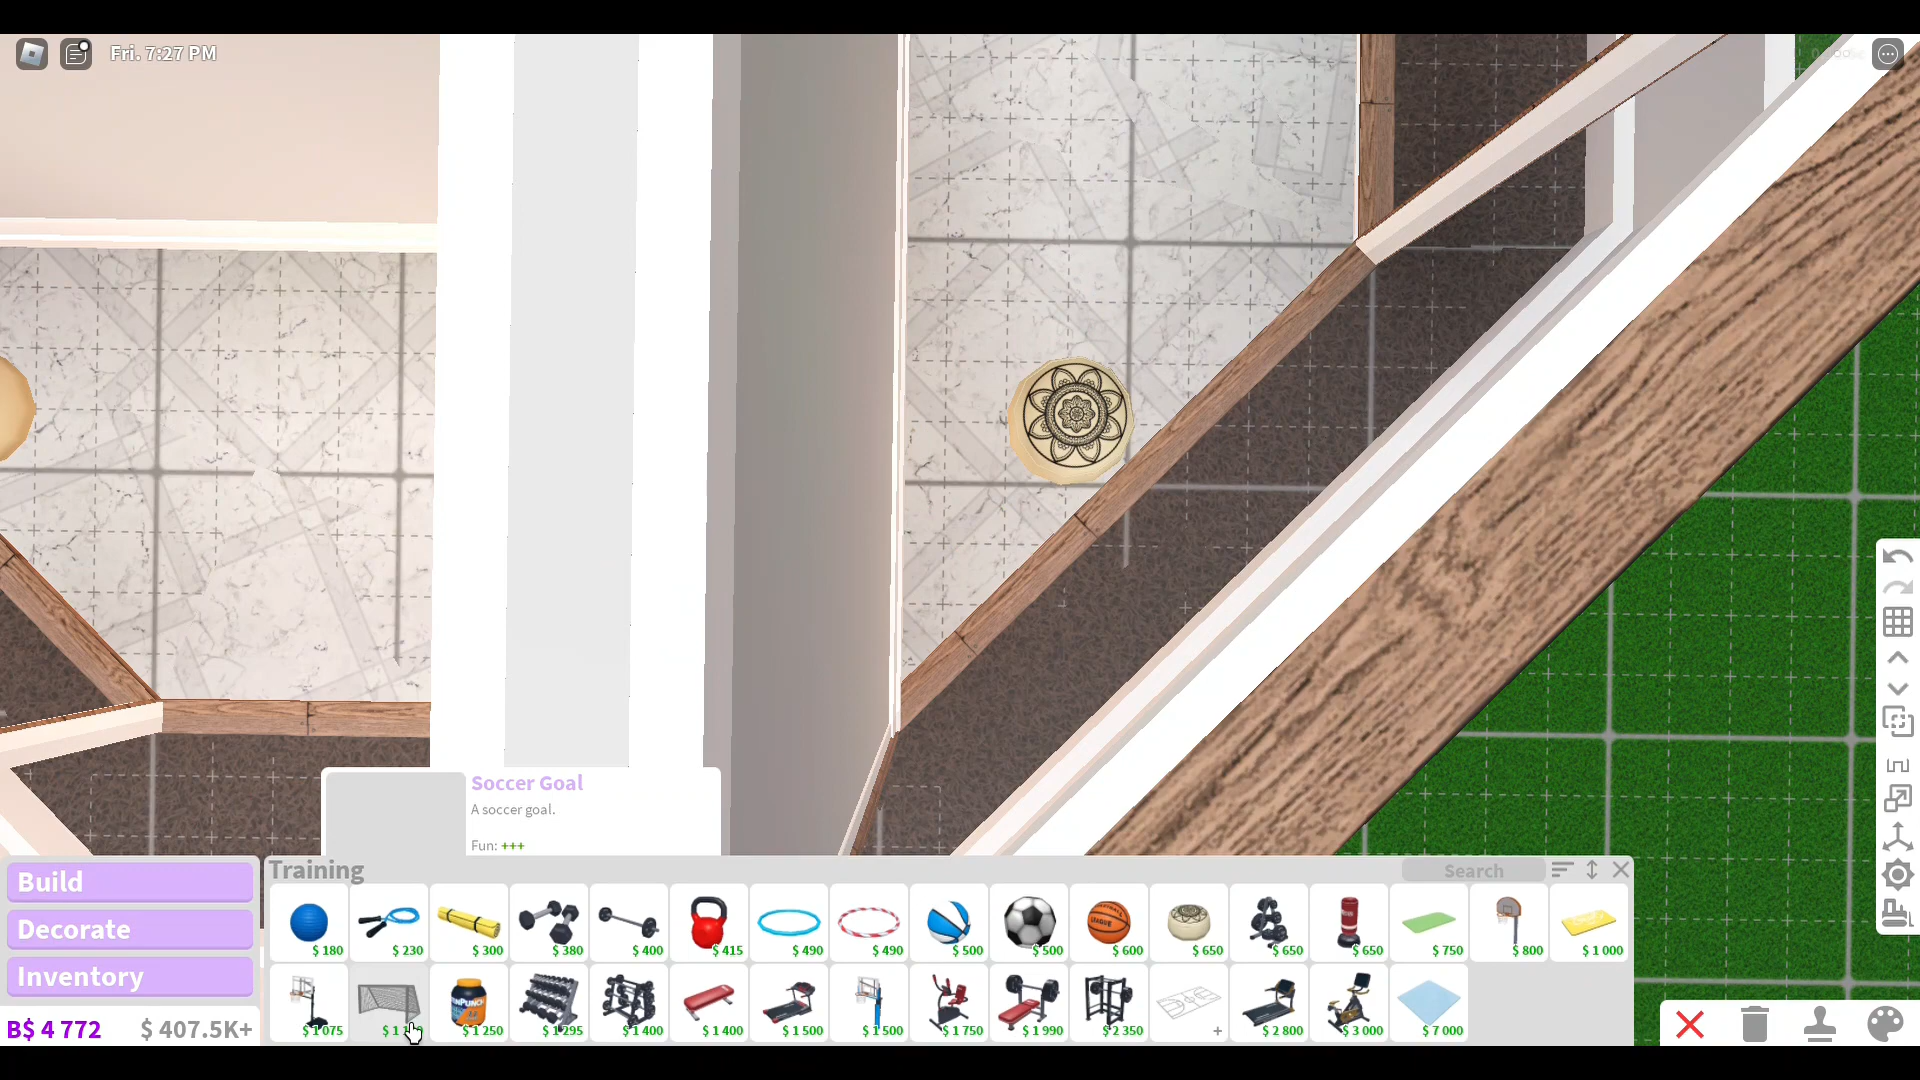 Fri. 7:27 PM
Soccer Goal
A soccer goal.
Fun: +++
Build
Decorate
Inventory
B$ 4 772
$ 407.5K+
Training
Search
$ 180
$ 230
$ 300
$ 380
$ 400
$ 415
$ 490
$ 490
$ 500
$ 500
$ 600
$ 650
$ 650
$ 650
$ 750
$ 800
$ 1 000
$ 1 075
$ 1 250
$ 1 295
$ 1 400
$ 1 400
$ 1 500
$ 1 500
$ 1 750
$ 1 990
$ 2 350
+
$ 2 800
$ 3 000
$ 7 000